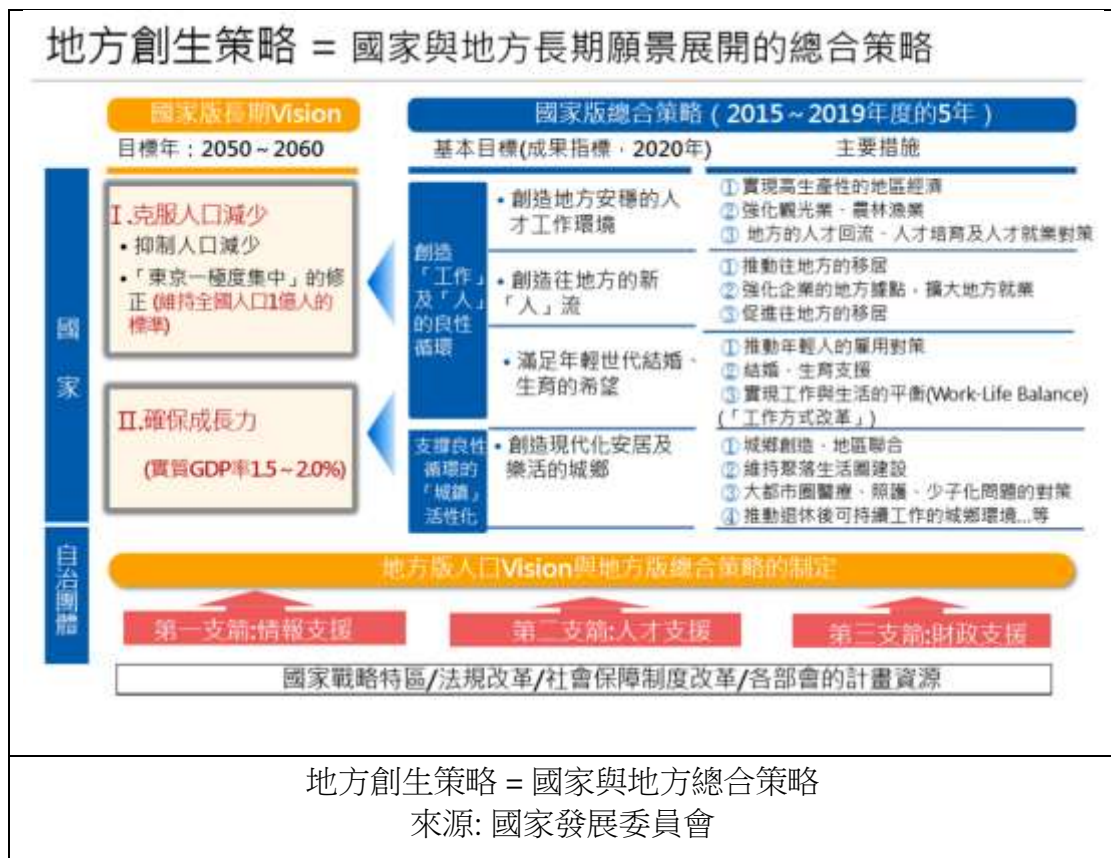 地方創生策略 = 國家與地方長期願景展開的總合策略
國家版長期Vision
目標年：2050～2060
國家版總合策略（2015～2019年度的5年）
基本目標(成果指標，2020年)
主要措施
國家
I.克服人口減少
• 抑制人口減少
• 「東京一極度集中」的修
正 (維持全國人口1億人的
標準)
II.確保成長力
(實質GDP率1.5～2.0%)
創造
「工作」
及「人」
的良性
循環
• 創造地方安穩的人
才工作環境
① 實現高生產性的地區經濟
② 強化觀光業、農林漁業
③ 地方的人才回流、人才培育及人才就業對策
• 創造往地方的新
「人」流
① 推動往地方的移居
② 強化企業的地方據點，擴大地方就業
③ 促進往地方的移居
• 滿足年輕世代結婚、
生育的希望
① 推動年輕人的雇用對策
② 結婚、生育支援
③ 實現工作與生活的平衡(Work-Life Balance)
(「工作方式改革」)
支撐良性
循環的
「城鎮」
活性化
• 創造現代化安居及
樂活的城鄉
① 城鄉創造、地區聯合
② 維持聚落生活圈建設
③ 大都市圈醫療、照護、少子化問題的對策
④ 推動退休後可持續工作的城鄉環境...等
自治團體
地方版人口Vision與地方版總合策略的制定
第一支箭:情報支援
第二支箭:人才支援
第三支箭:財政支援
國家戰略特區/法規改革/社會保障制度改革/各部會的計畫資源
地方創生策略 = 國家與地方總合策略
來源: 國家發展委員會